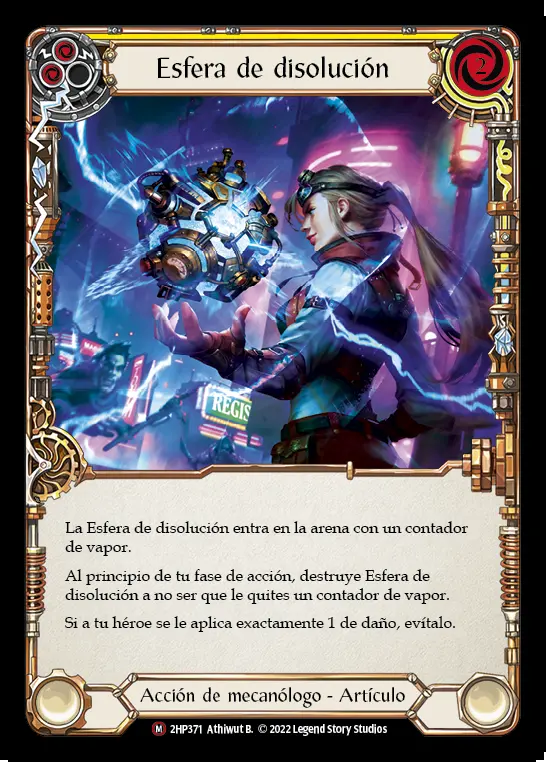 Esfera de disolución
2
REGIS
La Esfera de disolución entra en la arena con un contador
de vapor.
Al principio de tu fase de acción, destruye Esfera de
disolución a no ser que le quites un contador de vapor.
Si a tu héroe se le aplica exactamente 1 de daño, evítalo.
Acción de mecanólogo - Artículo
M 2HP371 Athiwut B. © 2022 Legend Story Studios